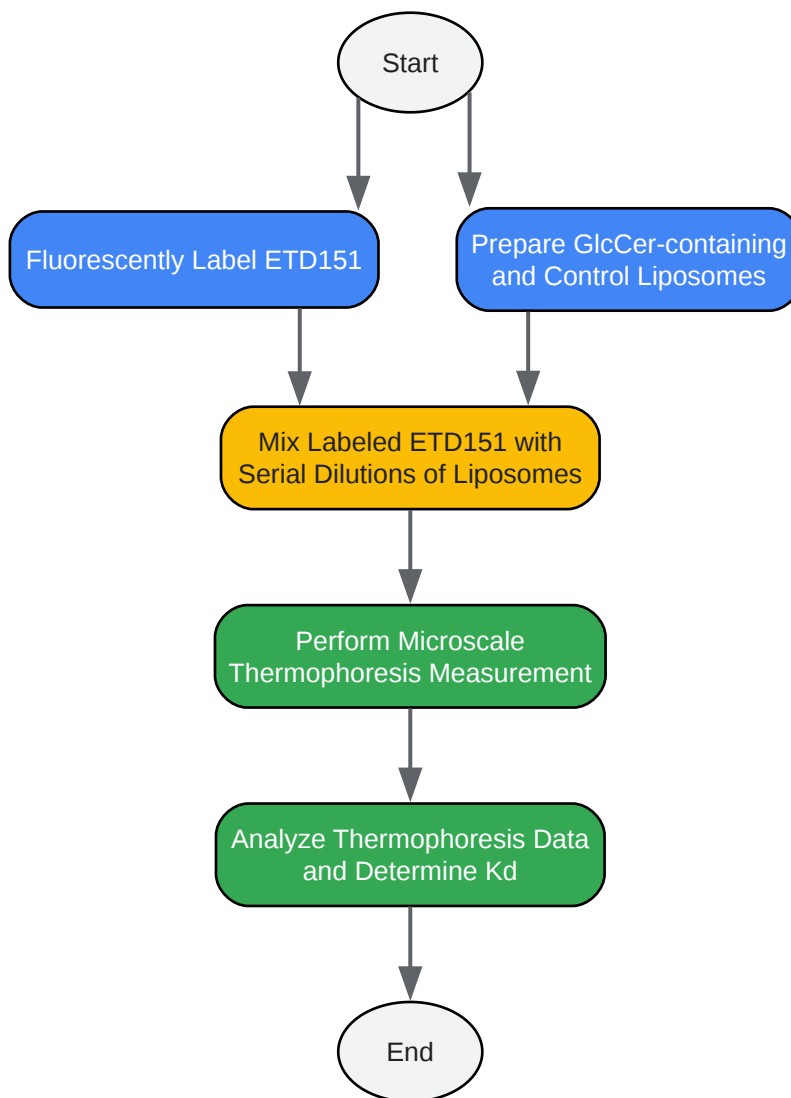 Start
Fluorescently Label ETD151
Prepare GlcCer-containing
and Control Liposomes
Mix Labeled ETD151 with
Serial Dilutions of Liposomes
Perform Microscale
Thermophoresis Measurement
Analyze Thermophoresis Data
and Determine Kd
End